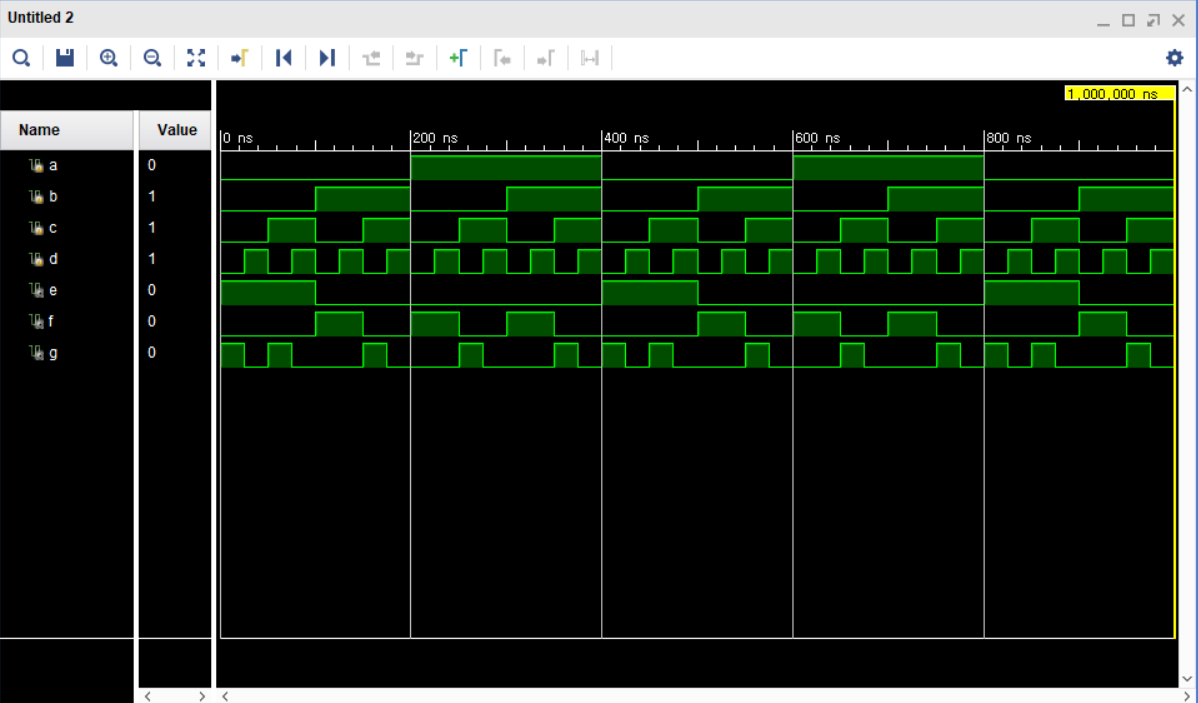 Untitled 2
1,000,000 ns
Name Value
0 ns 200 ns 400 ns 600 ns 800 ns
a 0
b 1
c 1
d 1
e 0
f 0
g 0